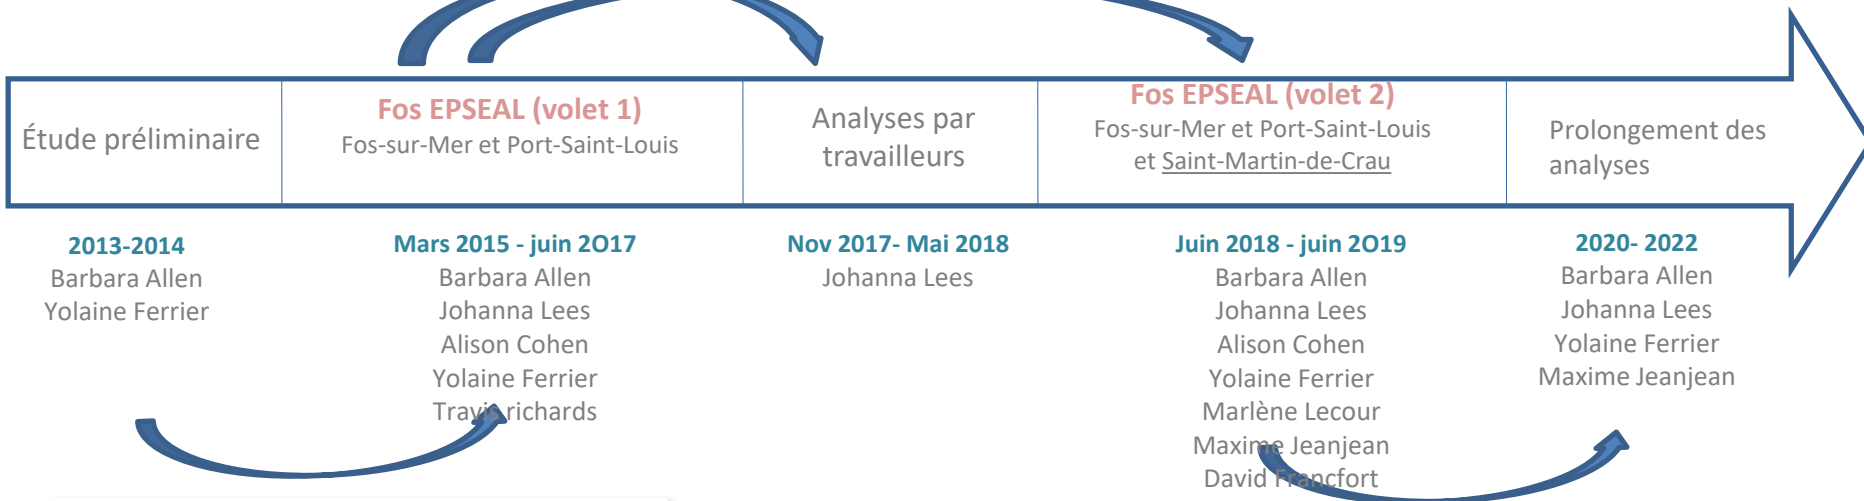 Étude préliminaire
Fos EPSEAL (volet 1)
Fos-sur-Mer et Port-Saint-Louis
Analyses par
travailleurs
Fos EPSEAL (volet 2)
Fos-sur-Mer et Port-Saint-Louis
et Saint-Martin-de-Crau
Prolongement des
analyses
2013-2014
Barbara Allen
Yolaine Ferrier
Mars 2015 - juin 2O17
Barbara Allen
Johanna Lees
Alison Cohen
Yolaine Ferrier
Travis richards
Nov 2017- Mai 2018
Johanna Lees
Juin 2018 - juin 2O19
Barbara Allen
Johanna Lees
Alison Cohen
Yolaine Ferrier
Marlène Lecour
Maxime Jeanjean
David Francfort
2020- 2022
Barbara Allen
Johanna Lees
Yolaine Ferrier
Maxime Jeanjean